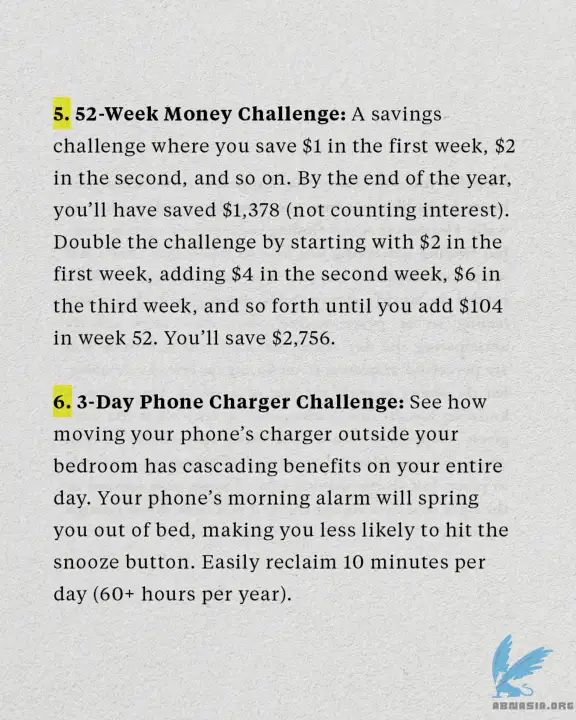 5. 52-Week Money Challenge: A savings
challenge where you save $1 in the first week, $2
in the second, and so on. By the end of the year,
you’ll have saved $1,378 (not counting interest).
Double the challenge by starting with $2 in the
first week, adding $4 in the second week, $6 in
the third week, and so forth until you add $104
in week 52. You’ll save $2,756.
6. 3-Day Phone Charger Challenge: See how
moving your phone’s charger outside your
bedroom has cascading benefits on your entire
day. Your phone’s morning alarm will spring
you out of bed, making you less likely to hit the
snooze button. Easily reclaim 10 minutes per
day (60+ hours per year).
ABMASIA.ORG